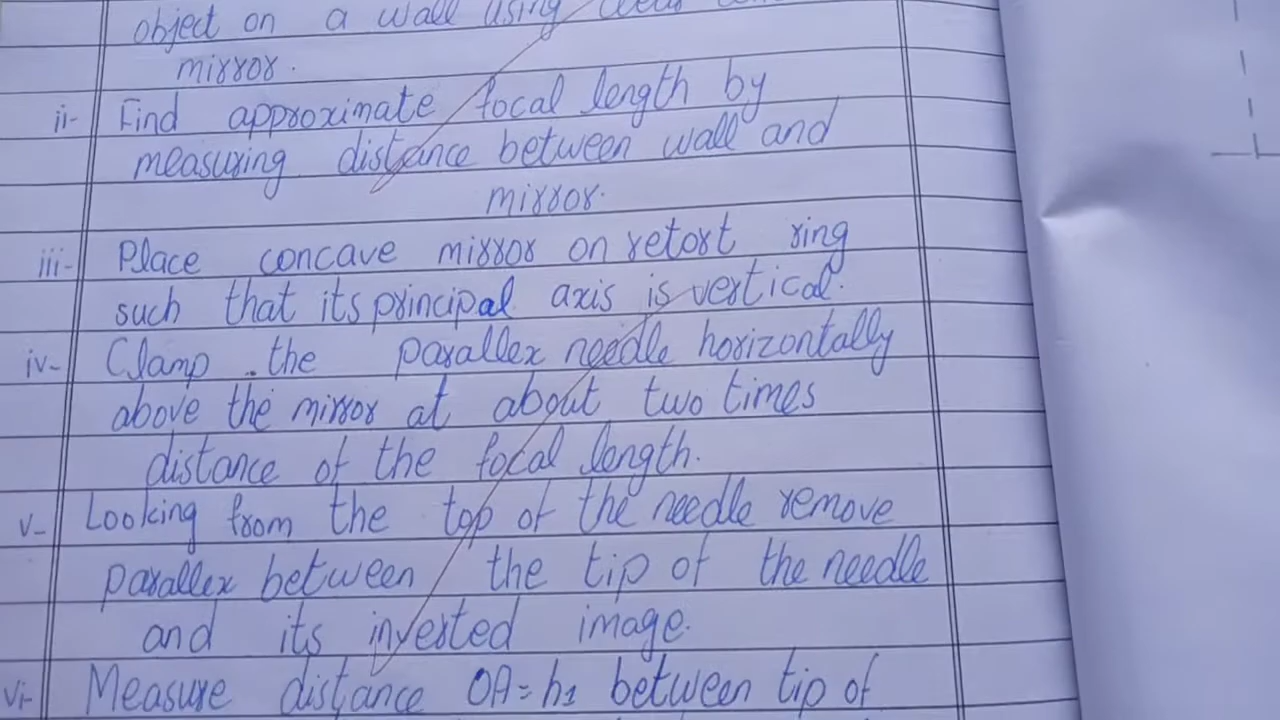 object on a wall using
mirror.
ii- Find approximate focal length by
measuring distance between wall and
mirror.
iii- Place concave mirror on retort ring
such that its principal axis is vertical.
iv- Clamp the parallex needle horizontally
above the mirror at about two times
distance of the focal length.
v- Looking from the top of the needle remove
parallex between the tip of the needle
and its inverted image.
vi- Measure distance OA = h1 between tip of